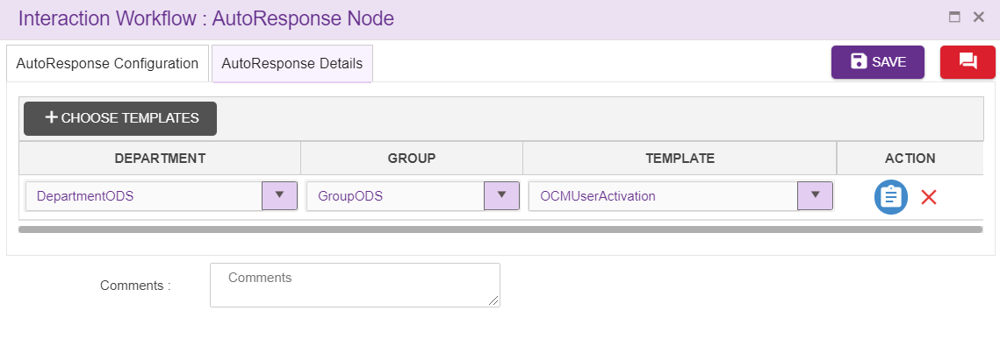 Interaction Workflow : AutoResponse Node
AutoResponse Configuration
AutoResponse Details
SAVE
CHOOSE TEMPLATES
DEPARTMENT GROUP TEMPLATE ACTION
DepartmentODS GroupODS OCMUserActivation
Comments : Comments